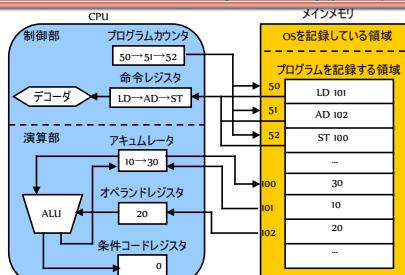 CPU
メインメモリ
制御部
プログラムカウンタ
50→51→52
命令レジスタ
デコーダ
LD→AD→ST
演算部
アキュムレータ
10→30
オペランドレジスタ
ALU
20
条件コードレジスタ
0
OSを記録している領域
プログラムを記録する領域
50
LD 101
51
AD 102
52
ST 100
...
100
30
101
10
102
20
...